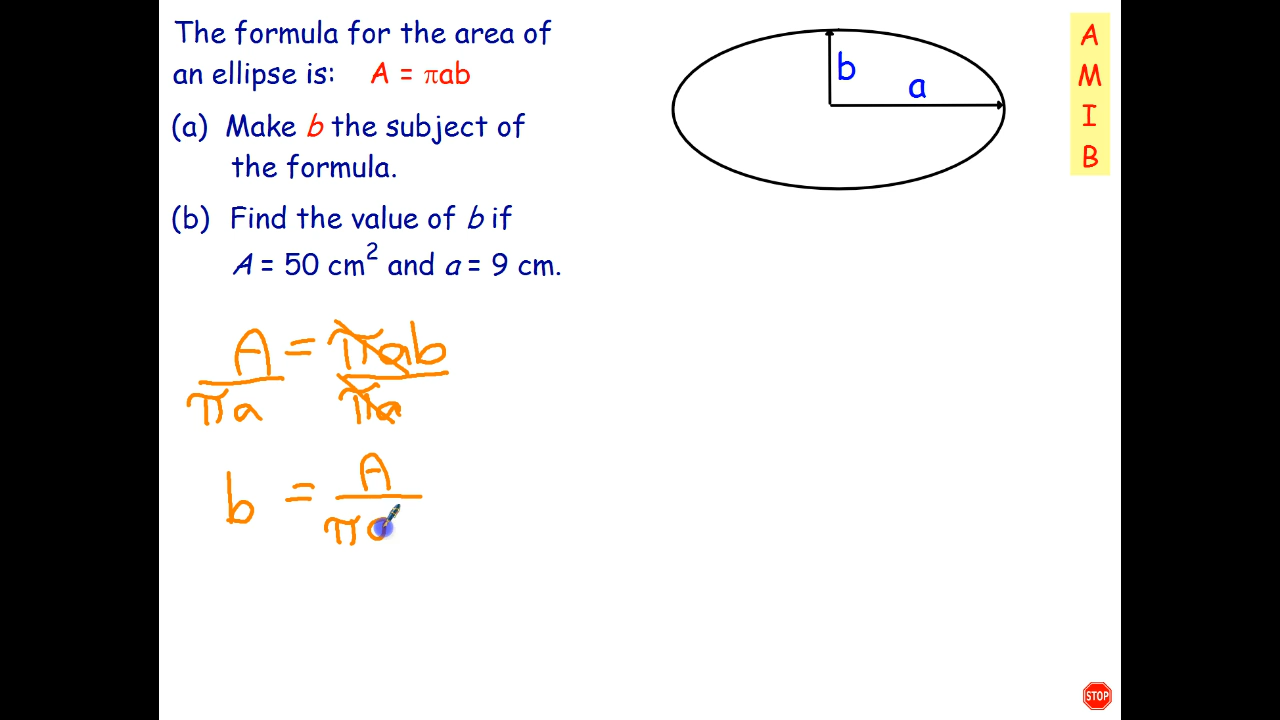 The formula for the area of
an ellipse is: A = πab
(a) Make b the subject of
the formula.
(b) Find the value of b if
A = 50 cm² and a = 9 cm.
b
a
A
M
I
B
A = πab
πa πa
b = A
πa
STOP